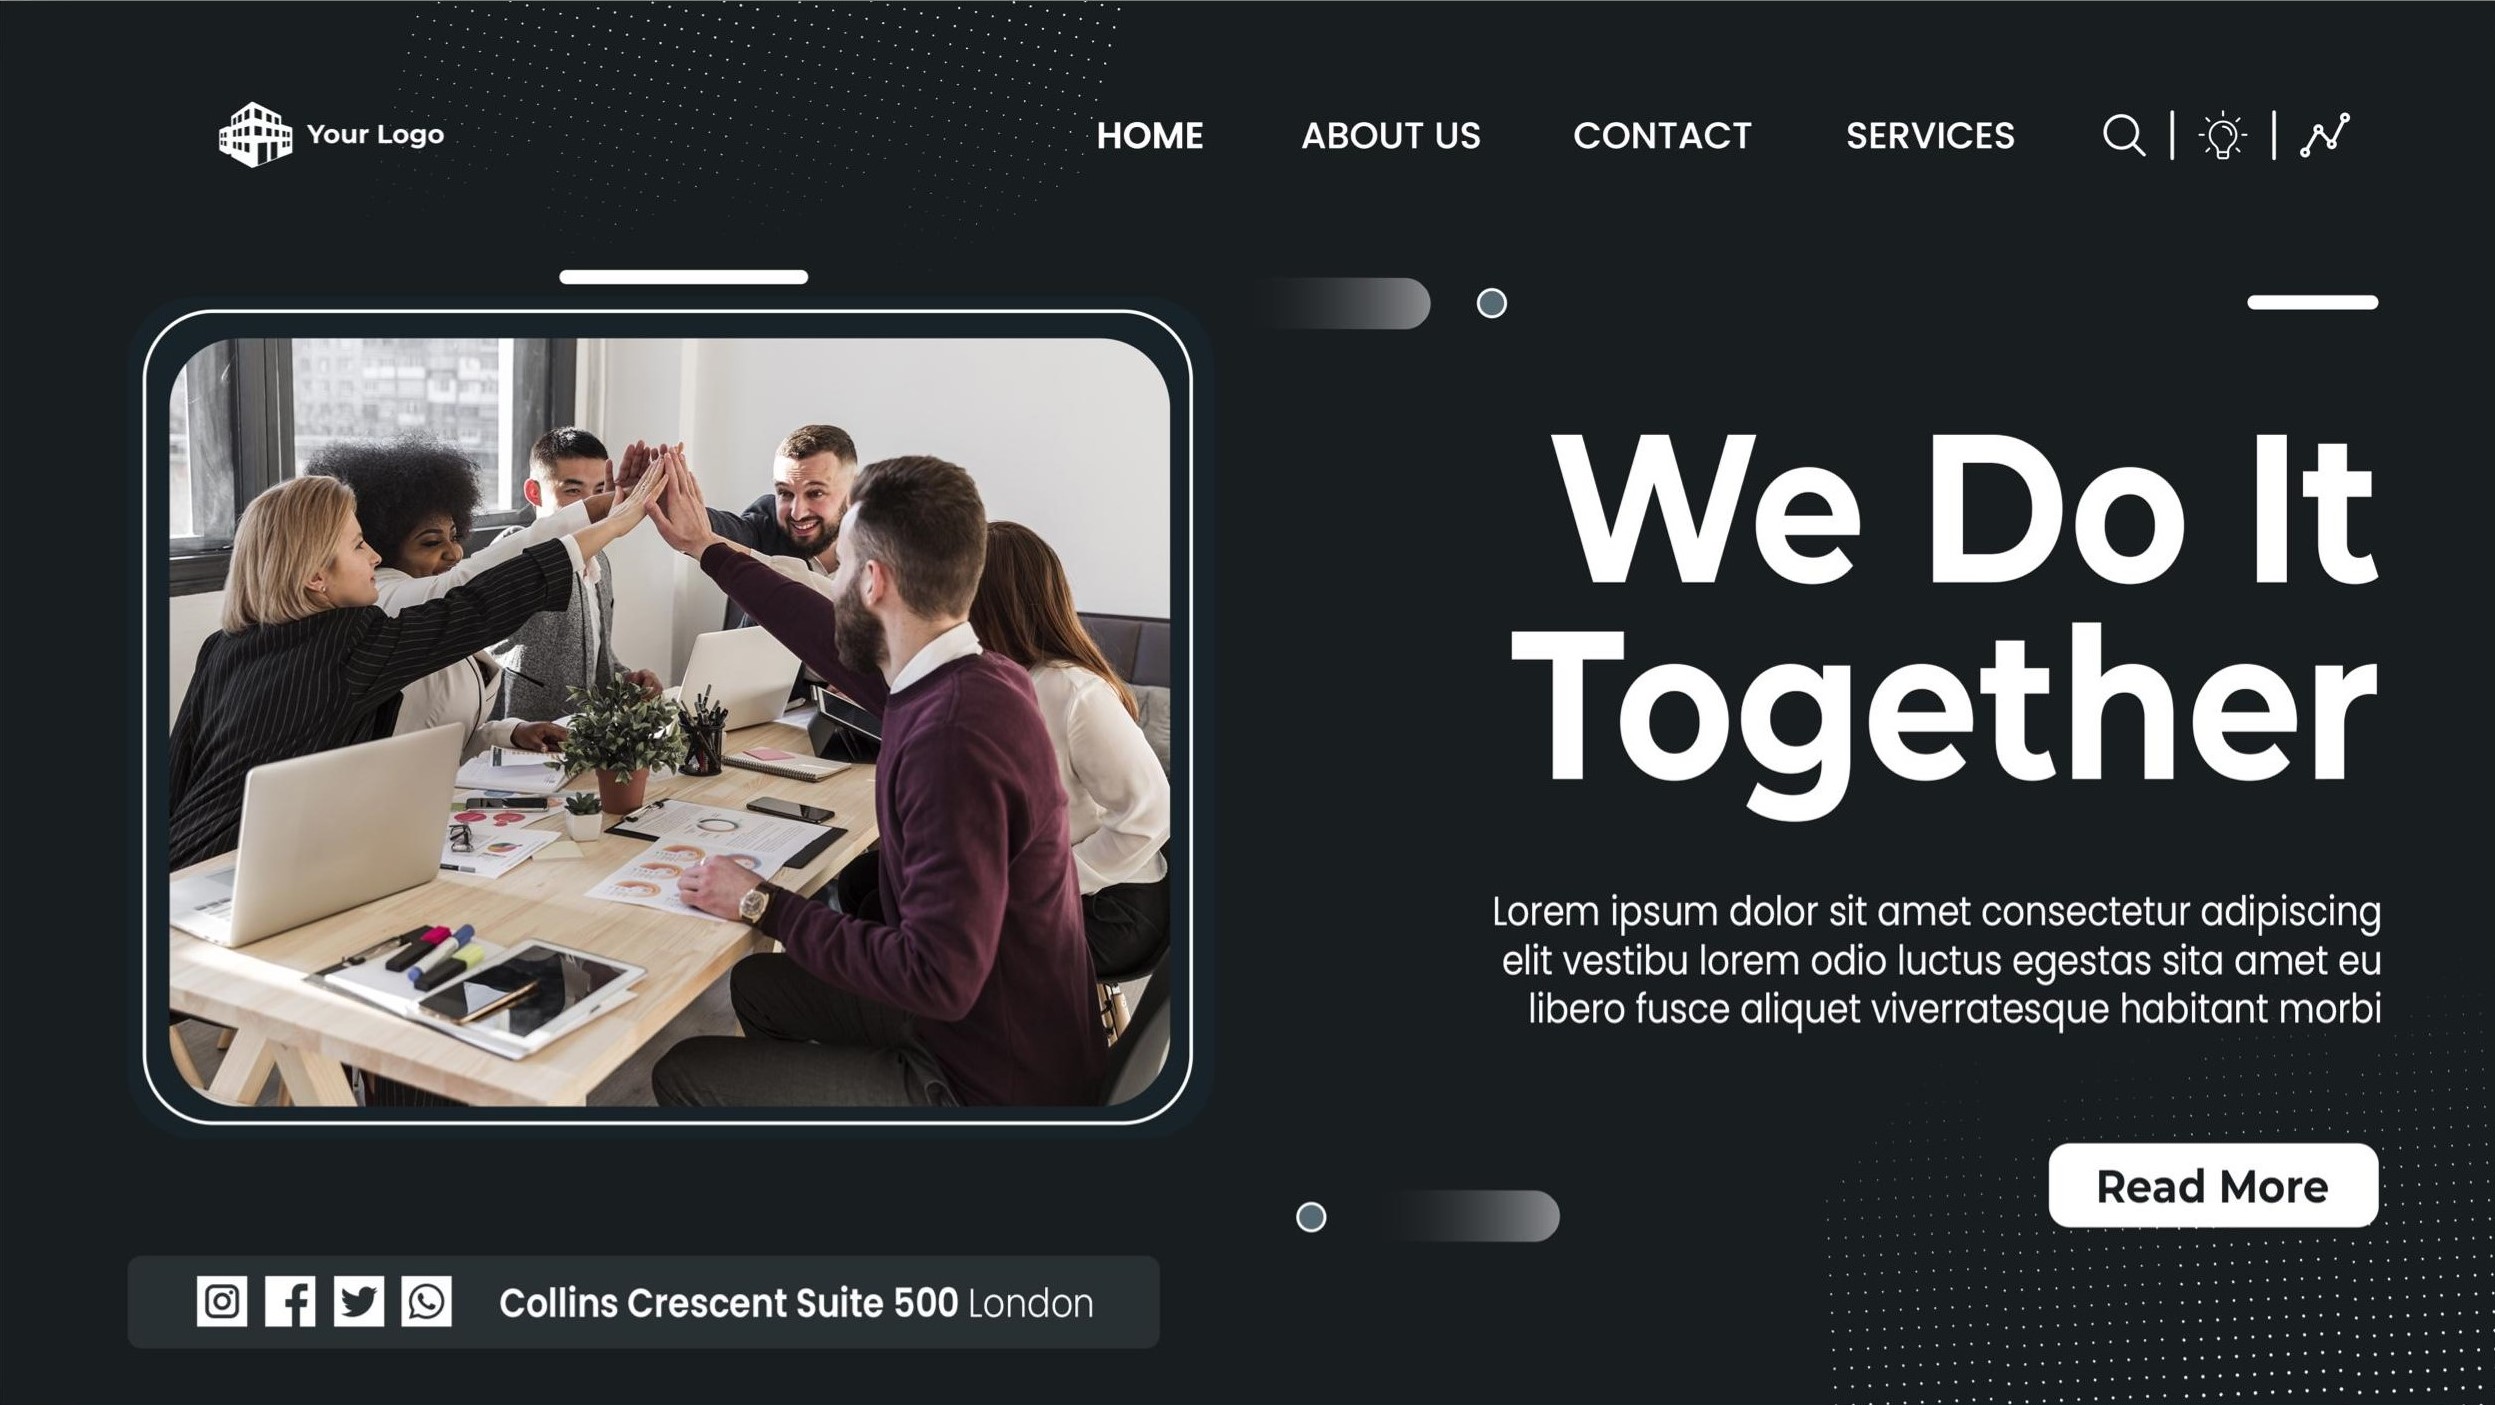 Your Logo
HOME
ABOUT US
CONTACT
SERVICES
We Do It
Together
Lorem ipsum dolor sit amet consectetur adipiscing
elit vestibu lorem odio luctus egestas sita amet eu
libero fusce aliquet viverratesque habitant morbi
Read More
Collins Crescent Suite 500 London